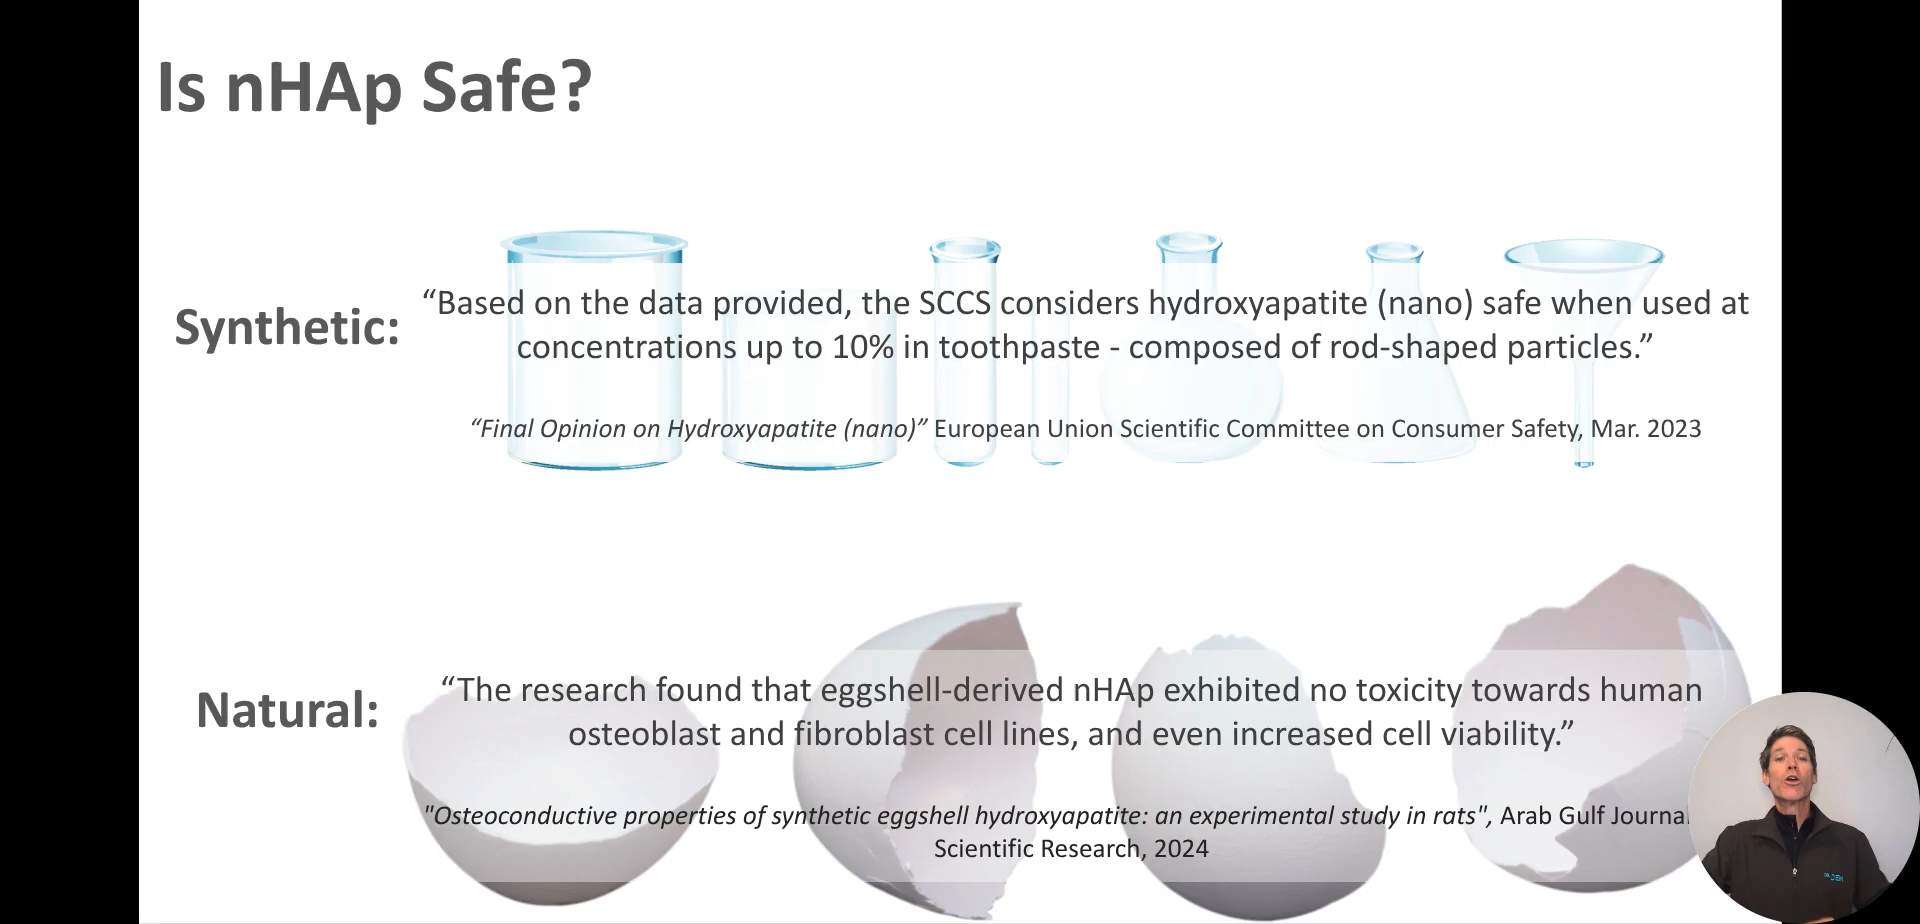 Is nHAp Safe?
Synthetic:
“Based on the data provided, the SCCS considers hydroxyapatite (nano) safe when used at
concentrations up to 10% in toothpaste - composed of rod-shaped particles.”
“Final Opinion on Hydroxyapatite (nano)” European Union Scientific Committee on Consumer Safety, Mar. 2023
Natural:
“The research found that eggshell-derived nHAp exhibited no toxicity towards human
osteoblast and fibroblast cell lines, and even increased cell viability.”
"Osteoconductive properties of synthetic eggshell hydroxyapatite: an experimental study in rats", Arab Gulf Journal
Scientific Research, 2024